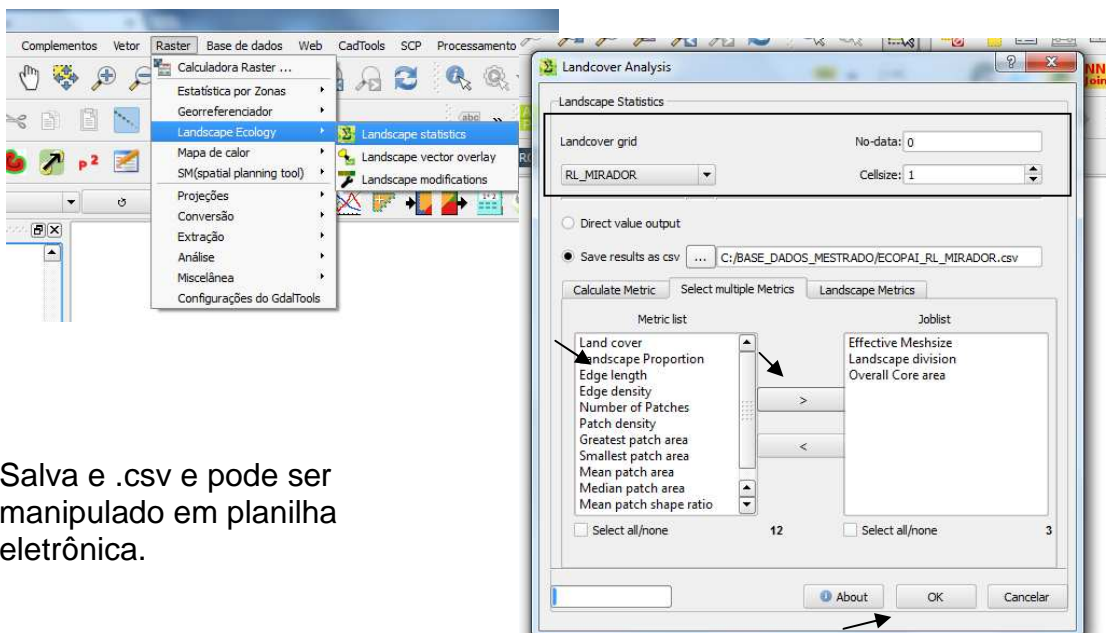 Complementos Vetor Raster Base de dados Web CadTools SCP Processamento
Calculadora Raster ...
Estatística por Zonas
Georreferenciador
Landscape Ecology
Mapa de calor
SM(spatial planning tool)
Projeções
Conversão
Extração
Análise
Miscelânea
Configurações do GdalTools
Landscape statistics
Landscape vector overlay
Landscape modifications
Landcover Analysis
Landscape Statistics
Landcover grid
No-data: 0
RL_MIRADOR
Cellsize: 1
Direct value output
Save results as csv ... C:/BASE_DADOS_MESTRADO/ECOPAI_RL_MIRADOR.csv
Calculate Metric Select multiple Metrics Landscape Metrics
Metric list
Land cover
Landscape Proportion
Edge length
Edge density
Number of Patches
Patch density
Greatest patch area
Smallest patch area
Mean patch area
Median patch area
Mean patch shape ratio
Select all/none 12
>
<
Joblist
Effective Meshsize
Landscape division
Overall Core area
Select all/none 3
About OK Cancelar
Salva e .csv e pode ser
manipulado em planilha
eletrônica.